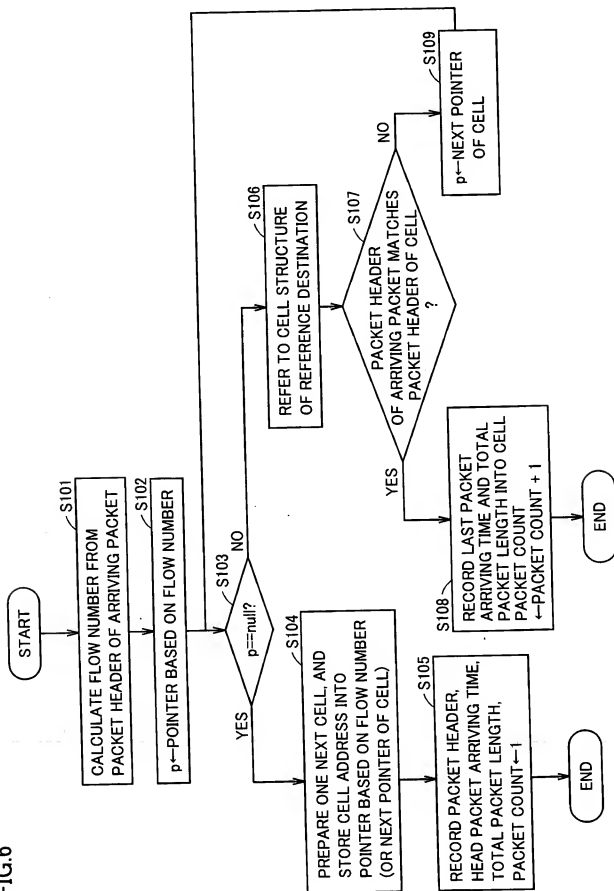 FIG.6
START
S101
CALCULATE FLOW NUMBER FROM
PACKET HEADER OF ARRIVING PACKET
S102
p←POINTER BASED ON FLOW NUMBER
S103
p==null?
NO
YES
S104
PREPARE ONE NEXT CELL, AND
STORE CELL ADDRESS INTO
POINTER BASED ON FLOW NUMBER
(OR NEXT POINTER OF CELL)
S105
RECORD PACKET HEADER,
HEAD PACKET ARRIVING TIME,
TOTAL PACKET LENGTH,
PACKET COUNT←1
END
S106
REFER TO CELL STRUCTURE
OF REFERENCE DESTINATION
S107
PACKET HEADER
OF ARRIVING PACKET MATCHES
PACKET HEADER OF CELL
?
YES
NO
S108
RECORD LAST PACKET
ARRIVING TIME AND TOTAL
PACKET LENGTH INTO CELL
PACKET COUNT
←PACKET COUNT + 1
END
S109
p←NEXT POINTER
OF CELL